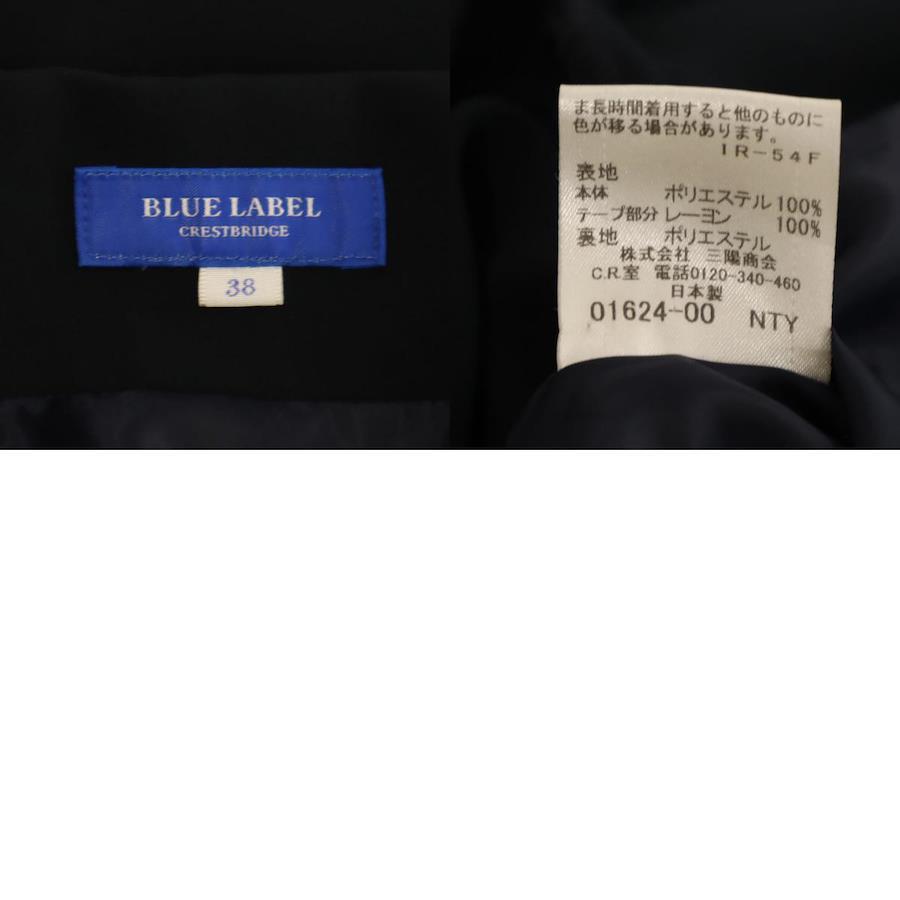 BLUE LABEL
CRESTBRIDGE
38
ま長時間着用すると他のものに
色が移る場合があります。
IR-54F
表地
本体 ポリエステル 100%
テープ部分 レーヨン 100%
裏地 ポリエステル
株式会社 三陽商会
C.R.室 電話0120-340-460
日本製
01624-00 NTY